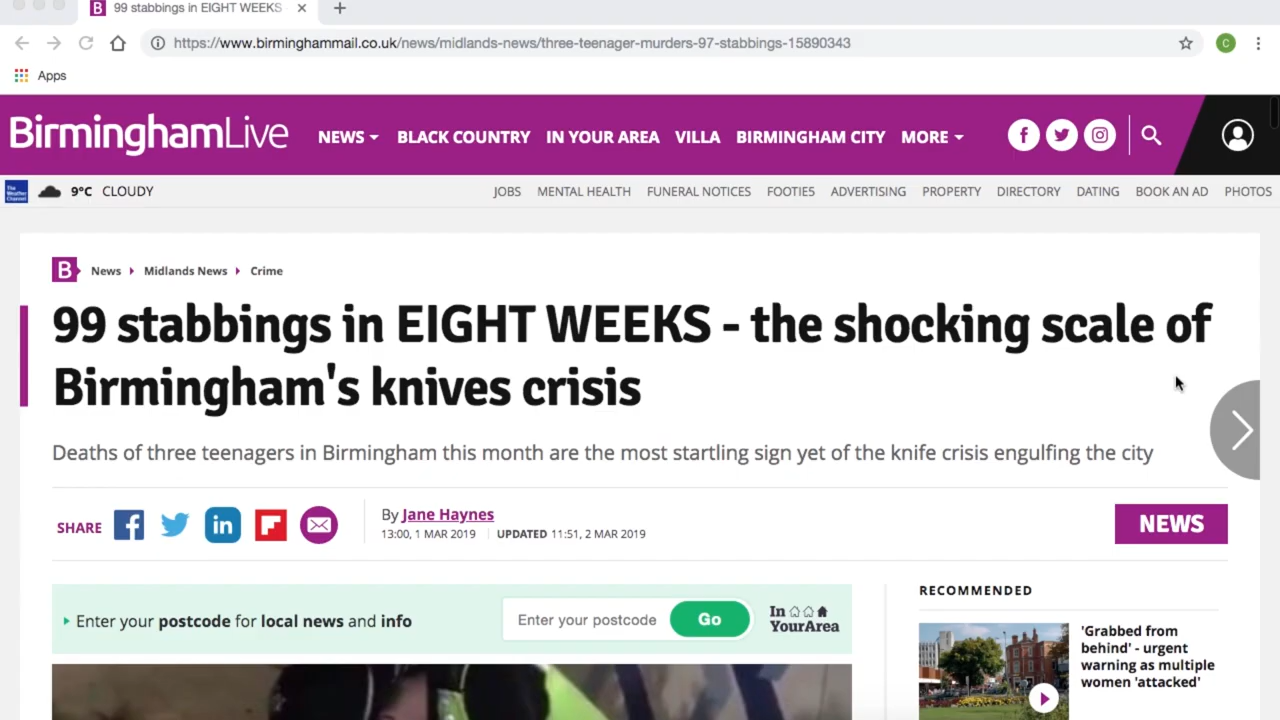 99 stabbings in EIGHT WEEKS
https://www.birminghammail.co.uk/news/midlands-news/three-teenager-murders-97-stabbings-15890343
C
Apps
BirminghamLive
NEWS BLACK COUNTRY IN YOUR AREA VILLA BIRMINGHAM CITY MORE
The Weather Channel
9°C CLOUDY
JOBS MENTAL HEALTH FUNERAL NOTICES FOOTIES ADVERTISING PROPERTY DIRECTORY DATING BOOK AN AD PHOTOS
B News Midlands News Crime
99 stabbings in EIGHT WEEKS - the shocking scale of
Birmingham's knives crisis
Deaths of three teenagers in Birmingham this month are the most startling sign yet of the knife crisis engulfing the city
SHARE
By Jane Haynes
13:00, 1 MAR 2019 UPDATED 11:51, 2 MAR 2019
NEWS
Enter your postcode for local news and info
Enter your postcode Go
In
YourArea
RECOMMENDED
'Grabbed from
behind' - urgent
warning as multiple
women 'attacked'